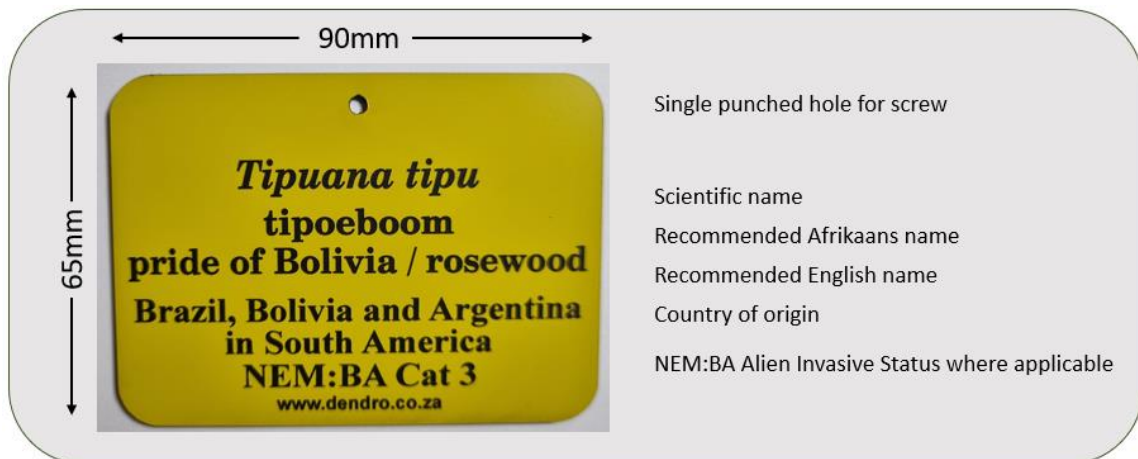 90mm
65mm
Tipuana tipu
tipoeboom
pride of Bolivia / rosewood
Brazil, Bolivia and Argentina
in South America
NEM:BA Cat 3
www.dendro.co.za
Single punched hole for screw
Scientific name
Recommended Afrikaans name
Recommended English name
Country of origin
NEM:BA Alien Invasive Status where applicable